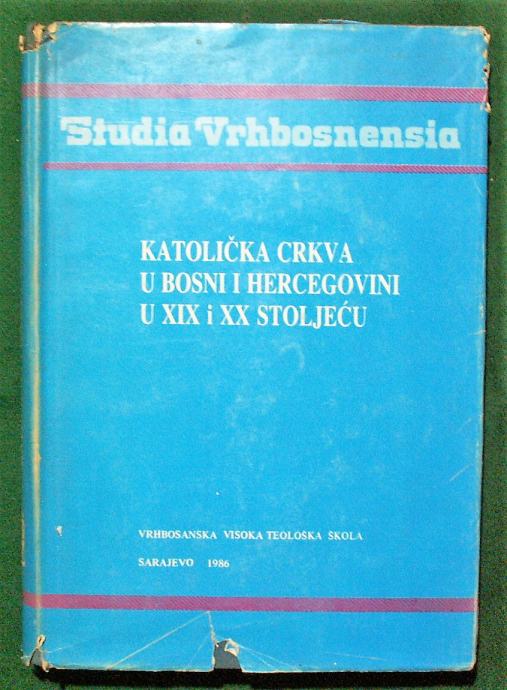 Studia Vrhbosnensia
KATOLIČKA CRKVA
U BOSNI I HERCEGOVINI
U XIX i XX STOLJEĆU
VRHBOSANSKA VISOKA TEOLOŠKA ŠKOLA
SARAJEVO 1986